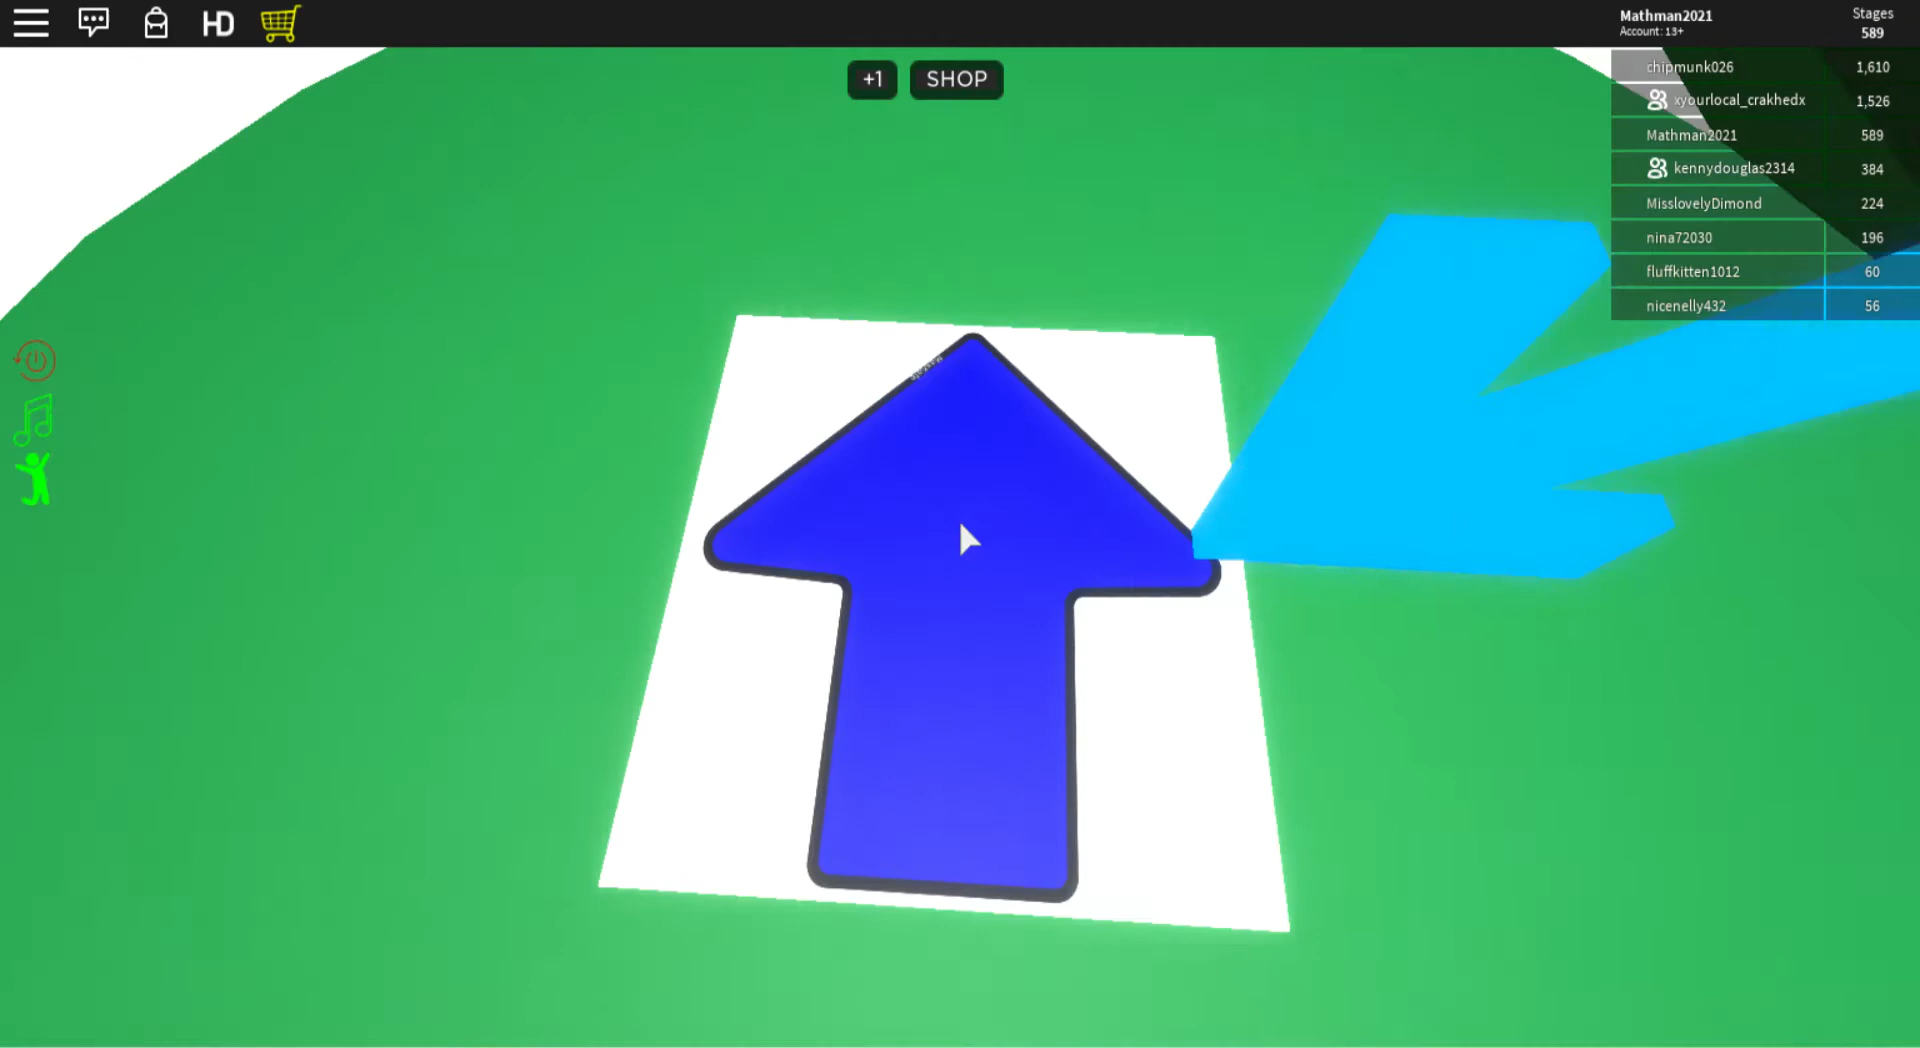 HD
Mathman2021
Account: 13+
Stages
589
+1
SHOP
chipmunk026 1,610
xyourlocal_crakhedx 1,526
Mathman2021 589
kennydouglas2314 384
MisslovelyDimond 224
nina72030 196
fluffkitten1012 60
nicenelly432 56